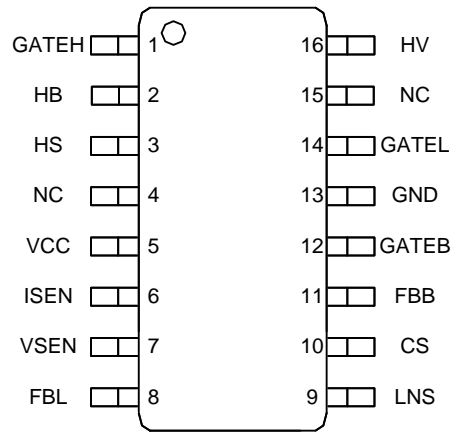 GATEH 1 16 HV
HB 2 15 NC
HS 3 14 GATEL
NC 4 13 GND
VCC 5 12 GATEB
ISEN 6 11 FBB
VSEN 7 10 CS
FBL 8 9 LNS